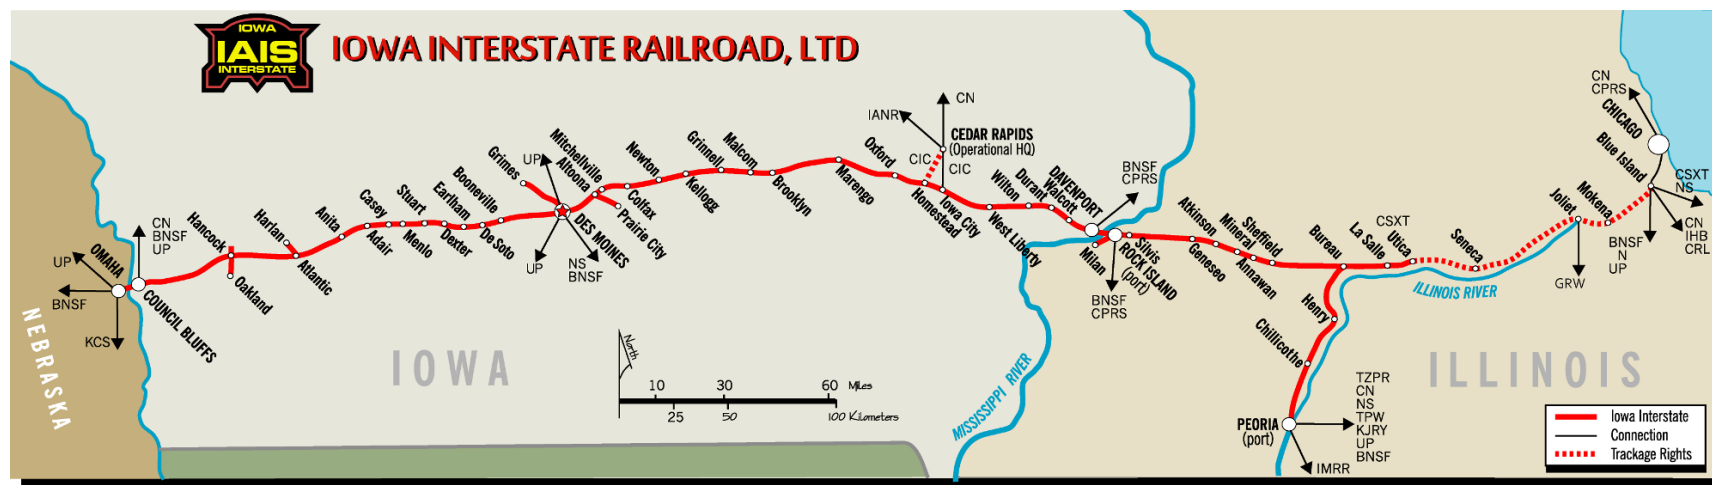 IOWA
IAIS
INTERSTATE
IOWA INTERSTATE RAILROAD, LTD
NEBRASKA
IOWA
ILLINOIS
UP
BNSF
KCS
OMAHA
CN
BNSF
UP
COUNCIL BLUFFS
Hancock
Oakland
Harlan
Atlantic
Anita
Adair
Casey
Menlo
Stuart
Dexter
Earlham
De Soto
Booneville
Grimes
UP
DES MOINES
UP
NS
BNSF
Mitchellville
Altoona
Prairie City
Colfax
Newton
Kellogg
Grinnell
Malcom
Brooklyn
Marengo
Oxford
IANR
CN
CEDAR RAPIDS
(Operational HQ)
CIC
CIC
Homestead
Iowa City
West Liberty
Wilton
Durant
Walcott
DAVENPORT
BNSF
CPRS
Milan
ROCK ISLAND
(port)
BNSF
CPRS
Silvis
Geneseo
Atkinson
Annawan
Mineral
Sheffield
Bureau
La Salle
CSXT
Utica
Seneca
Joliet
GRW
Mokena
BNSF
N
UP
Blue Island
CHICAGO
CN
CPRS
CSXT
NS
CN
IHB
CRL
Henry
Chillicothe
PEORIA
(port)
TZPR
CN
NS
TPW
KJRY
UP
BNSF
IMRR
MISSISSIPPI RIVER
ILLINOIS RIVER
North
10 30 60 Miles
25 50 100 Kilometers
Iowa Interstate
Connection
Trackage Rights